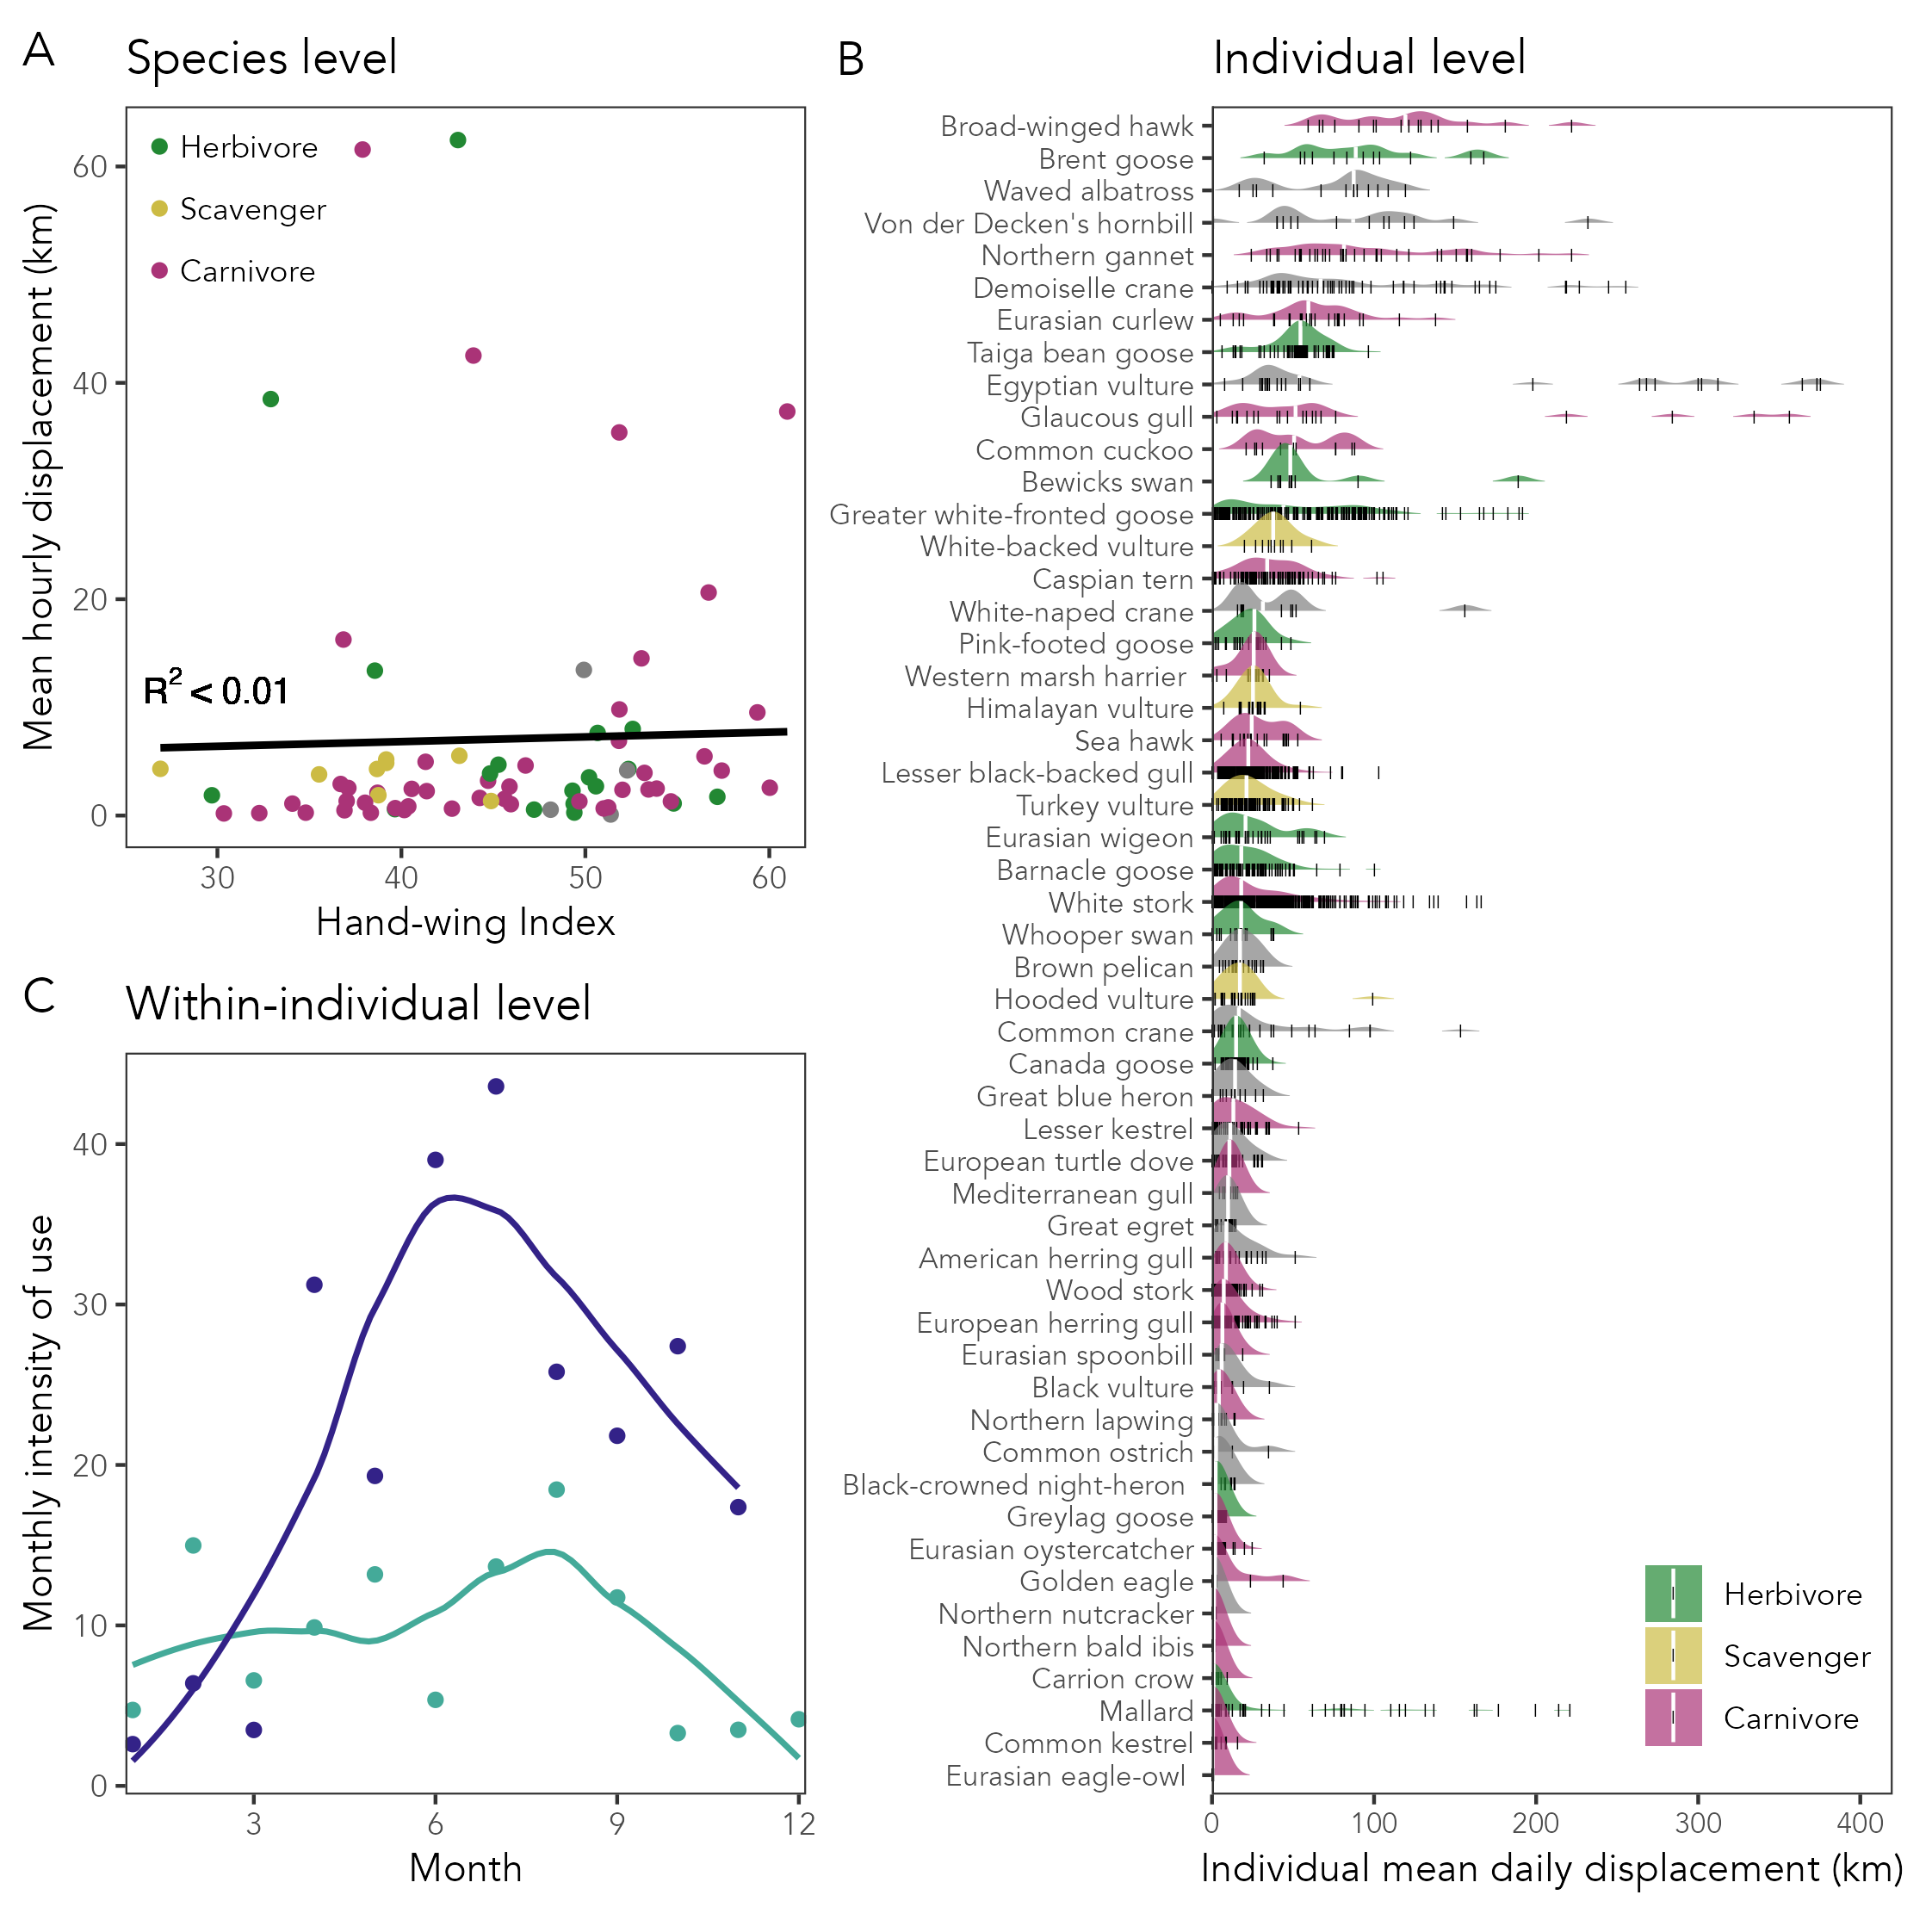 A
Species level
Herbivore
Scavenger
Carnivore
R² < 0.01
Mean hourly displacement (km)
60
40
20
0
30 40 50 60
Hand-wing Index
B
Individual level
Broad-winged hawk
Brent goose
Waved albatross
Von der Decken's hornbill
Northern gannet
Demoiselle crane
Eurasian curlew
Taiga bean goose
Egyptian vulture
Glaucous gull
Common cuckoo
Bewicks swan
Greater white-fronted goose
White-backed vulture
Caspian tern
White-naped crane
Pink-footed goose
Western marsh harrier
Himalayan vulture
Sea hawk
Lesser black-backed gull
Turkey vulture
Eurasian wigeon
Barnacle goose
White stork
Whooper swan
Brown pelican
Hooded vulture
Common crane
Canada goose
Great blue heron
Lesser kestrel
European turtle dove
Mediterranean gull
Great egret
American herring gull
Wood stork
European herring gull
Eurasian spoonbill
Black vulture
Northern lapwing
Common ostrich
Black-crowned night-heron
Greylag goose
Eurasian oystercatcher
Golden eagle
Northern nutcracker
Northern bald ibis
Carrion crow
Mallard
Common kestrel
Eurasian eagle-owl
Herbivore
Scavenger
Carnivore
0 100 200 300 400
Individual mean daily displacement (km)
C
Within-individual level
Monthly intensity of use
40
30
20
10
0
3 6 9 12
Month